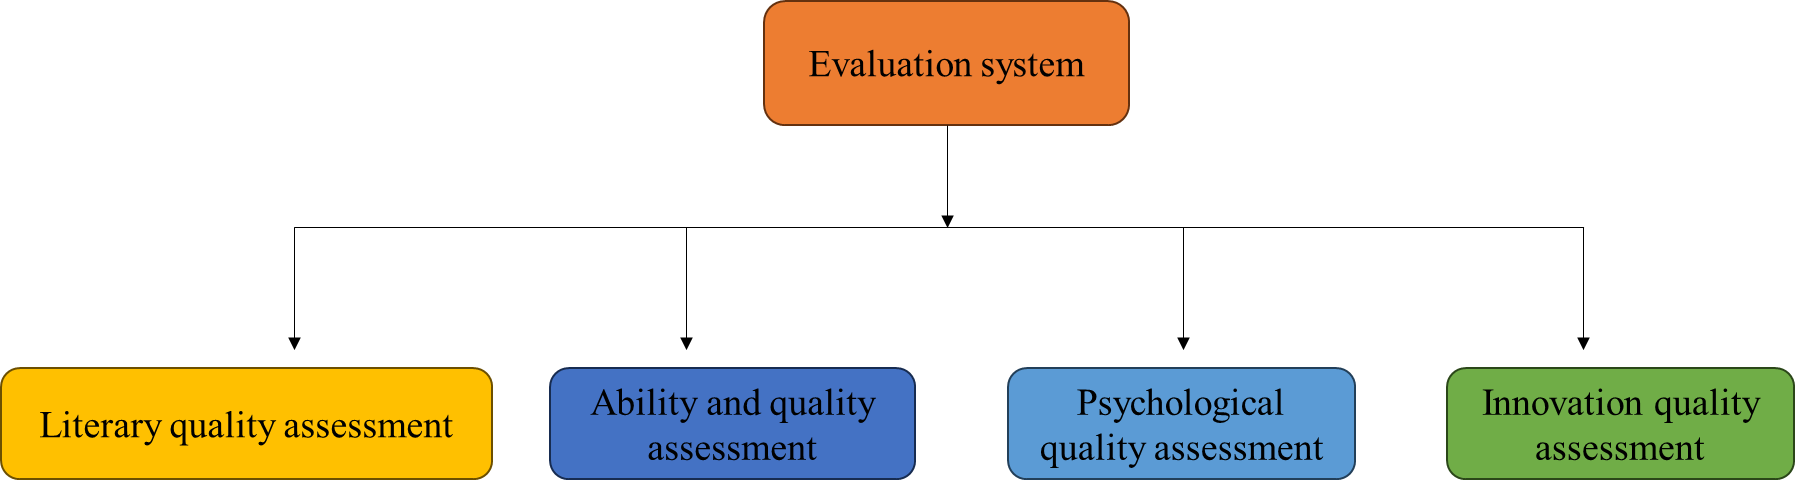 Evaluation system
Literary quality assessment
Ability and quality
assessment
Psychological
quality assessment
Innovation quality
assessment